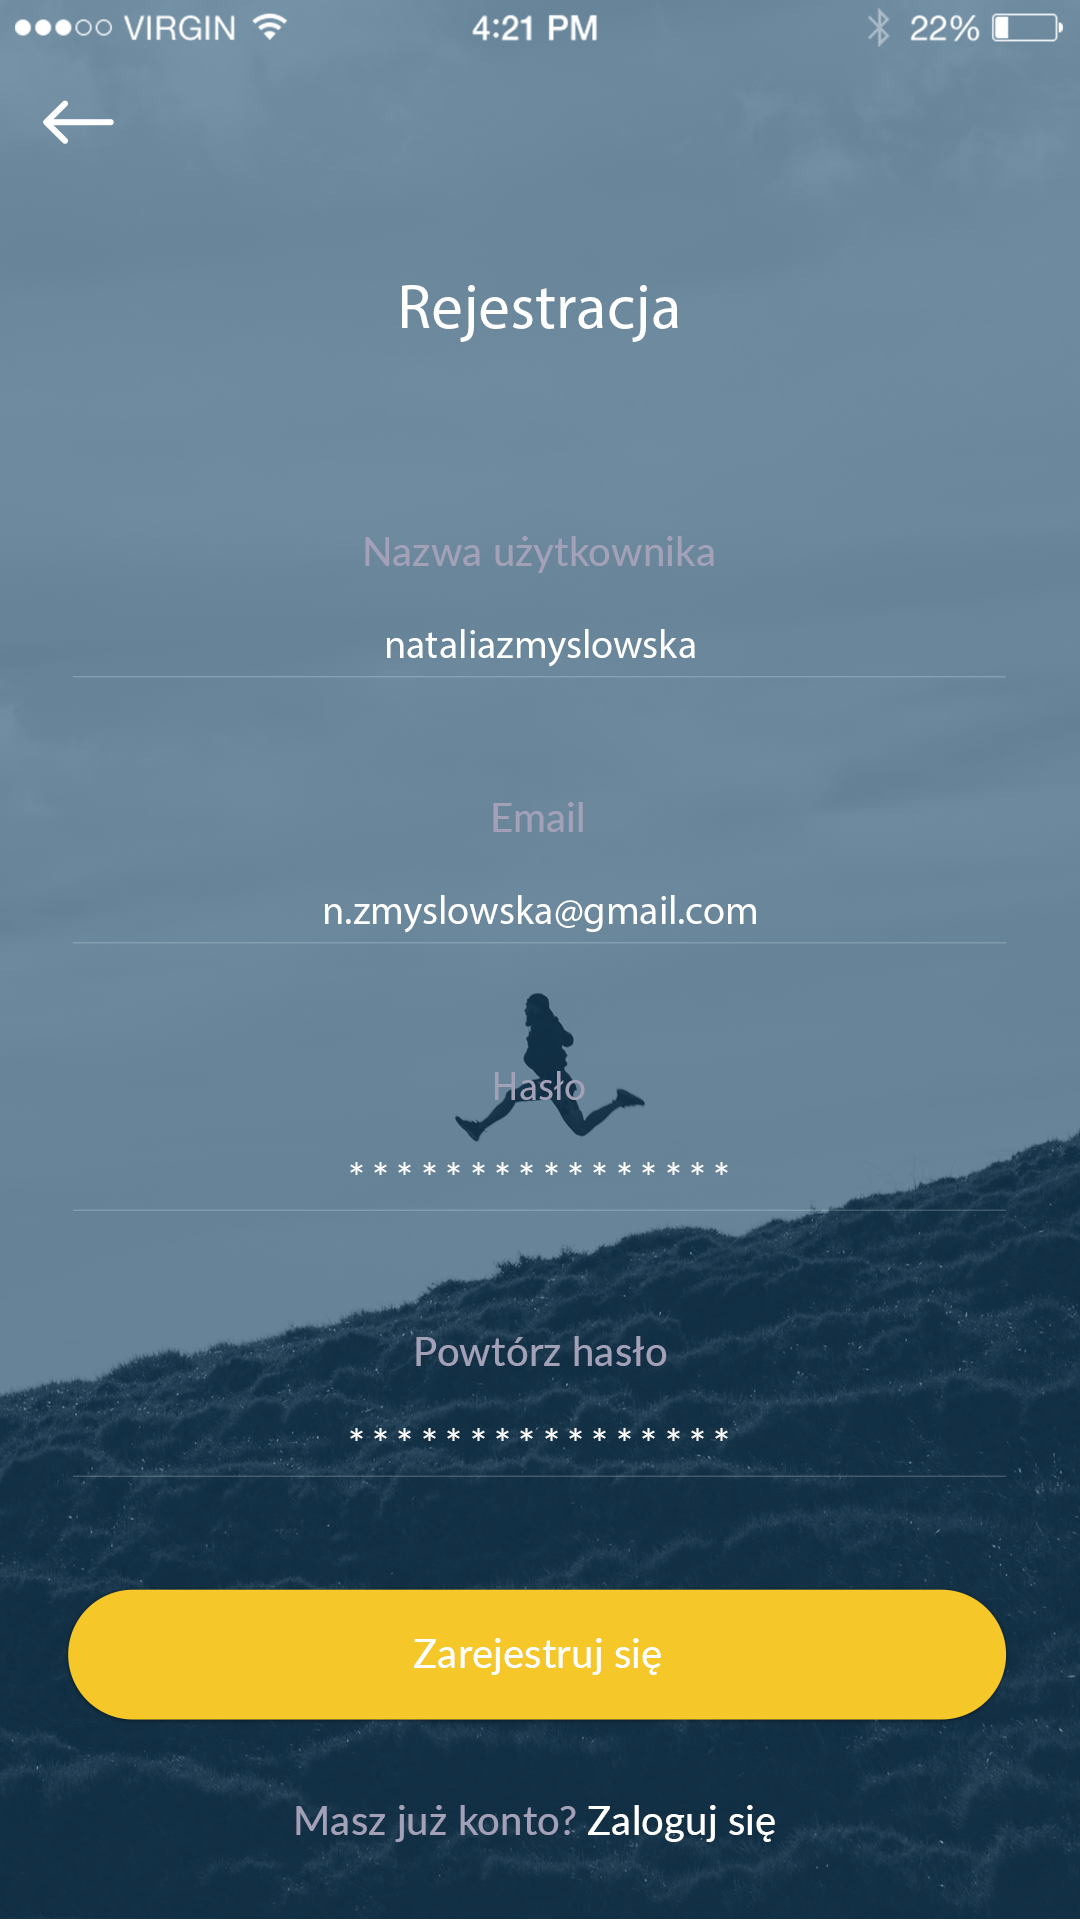 VIRGIN 4:21 PM 22%
Rejestracja
Nazwa użytkownika
nataliazmyslowska
Email
n.zmyslowska@gmail.com
Hasło
* * * * * * * * * * * * * * * *
Powtórz hasło
* * * * * * * * * * * * * * * *
Zarejestruj się
Masz już konto? Zaloguj się